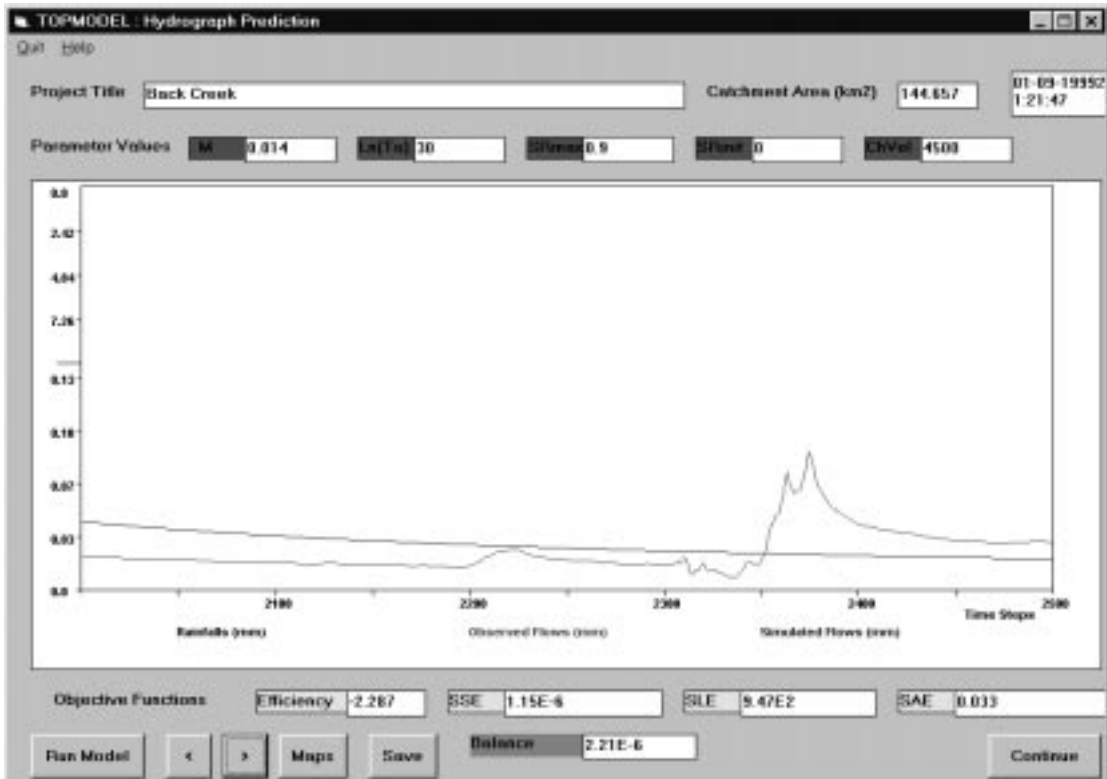 TOPMODEL : Hydrograph Prediction
Quit Help
Project Title Back Creek Catchment Area (km2) 144.657 01-09-19992
1:21:47
Parameter Values M 0.014 Ln(To) 30 SRmax 0.9 SRinit 0 ChVel 4500
0.0
2.42
4.84
7.26
0.13
0.10
0.07
0.03
0.0
2100 2200 2300 2400 2500
Time Steps
Rainfalls (mm) Observed Flows (mm) Simulated Flows (mm)
Objective Functions Efficiency -2.287 SSE 1.15E-6 SLE 9.47E2 SAE 0.033
Run Model < > Maps Save Balance 2.21E-6 Continue